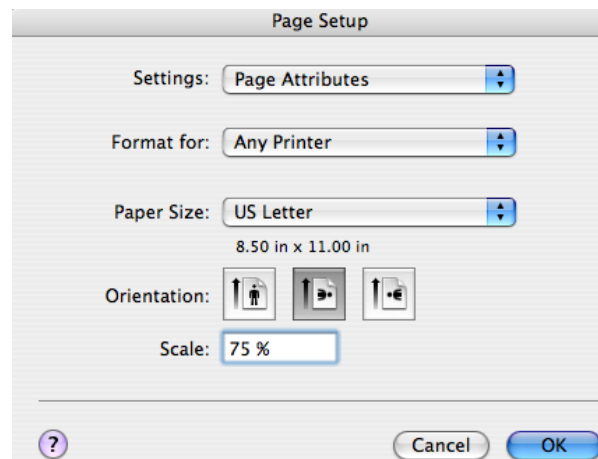 Page Setup
Settings: Page Attributes
Format for: Any Printer
Paper Size: US Letter
8.50 in x 11.00 in
Orientation:
Scale: 75 %
? Cancel OK